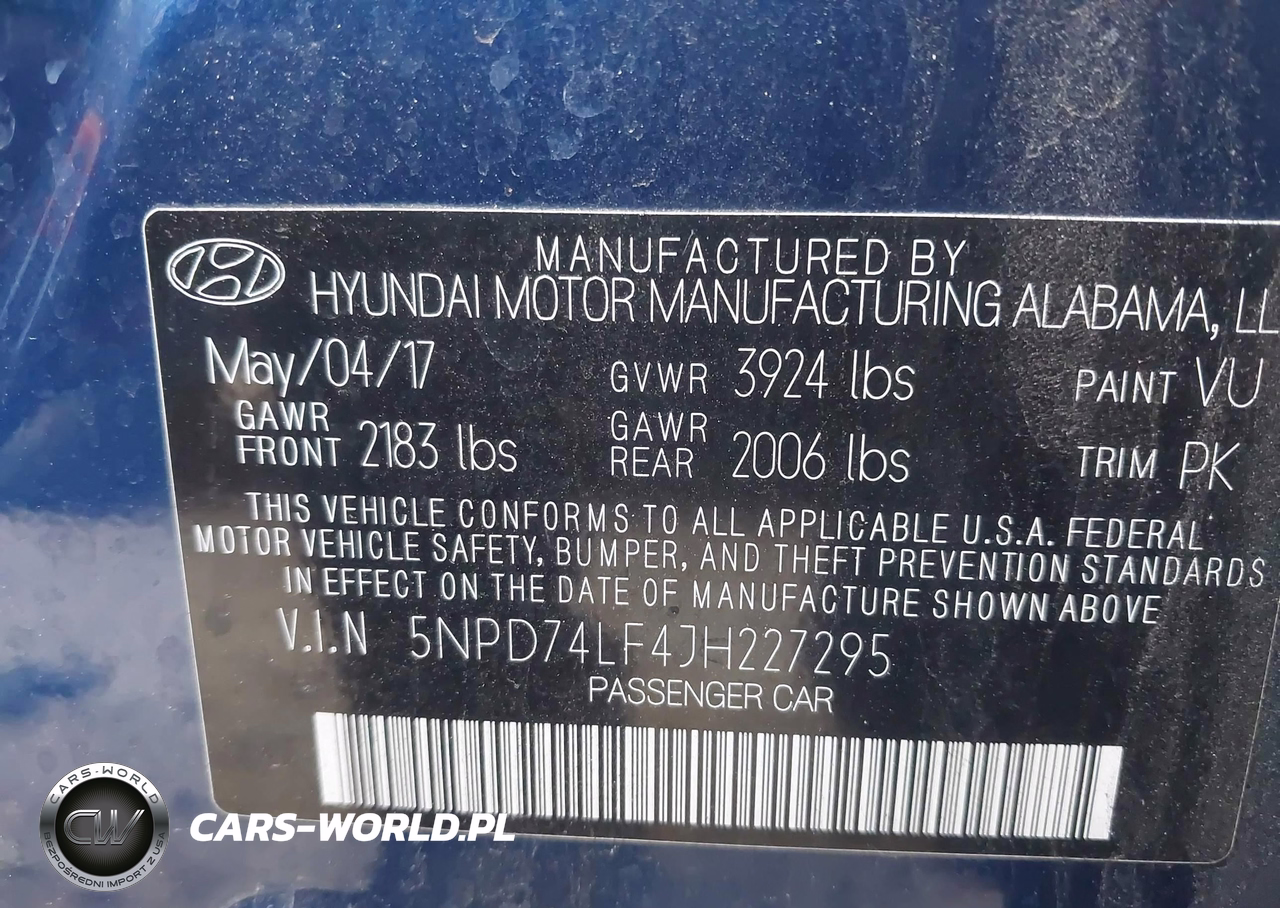 MANUFACTURED BY
HYUNDAI MOTOR MANUFACTURING ALABAMA, LL
May/04/17 GVWR 3924 lbs PAINT VU
GAWR FRONT 2183 lbs GAWR REAR 2006 lbs TRIM PK
THIS VEHICLE CONFORMS TO ALL APPLICABLE U.S.A. FEDERAL
MOTOR VEHICLE SAFETY, BUMPER, AND THEFT PREVENTION STANDARDS
IN EFFECT ON THE DATE OF MANUFACTURE SHOWN ABOVE
V.I.N 5NPD74LF4JH227295
PASSENGER CAR
CARS-WORLD
CW
BEZPOŚREDNI IMPORT Z USA
CARS-WORLD.PL